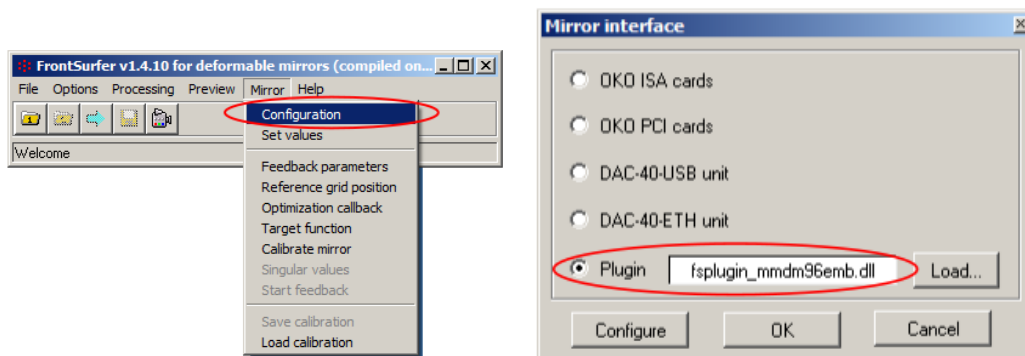 FrontSurfer v1.4.10 for deformable mirrors (compiled on...
File Options Processing Preview Mirror Help
Welcome
Configuration
Set values
Feedback parameters
Reference grid position
Optimization callback
Target function
Calibrate mirror
Singular values
Start feedback
Save calibration
Load calibration
Mirror interface
OKO ISA cards
OKO PCI cards
DAC-40-USB unit
DAC-40-ETH unit
Plugin fsplugin_mmdm96emb.dll Load...
Configure OK Cancel